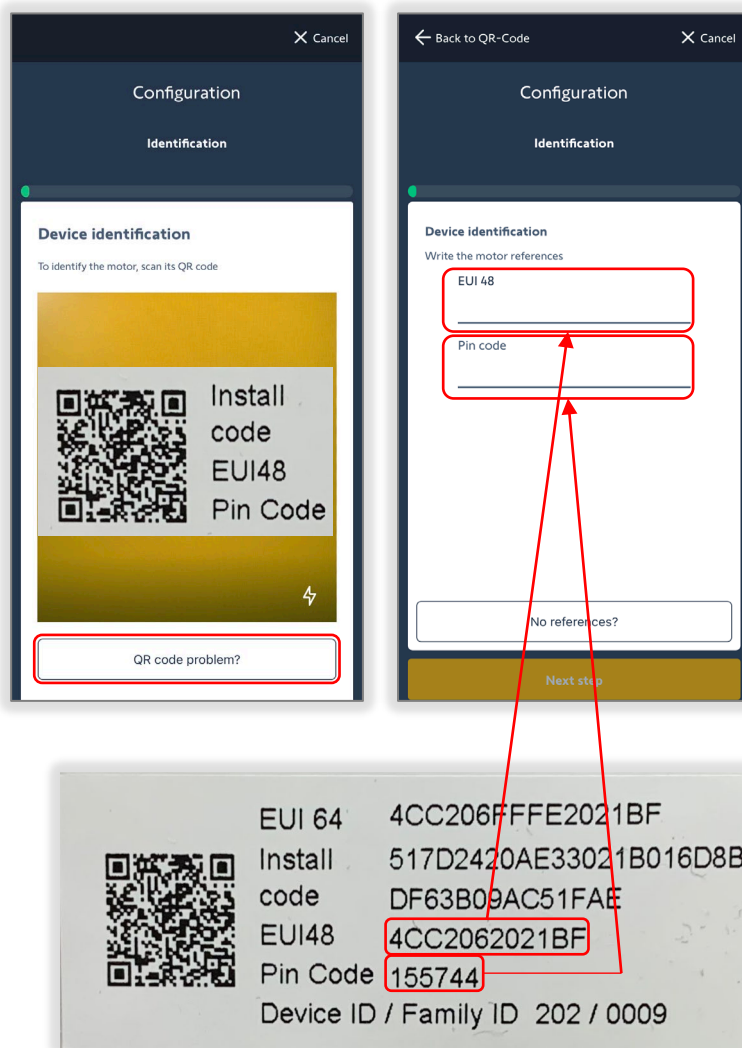 Cancel
Configuration
Identification
Device identification
To identify the motor, scan its QR code
Install
code
EUI48
Pin Code
QR code problem?
Back to QR-Code
Cancel
Configuration
Identification
Device identification
Write the motor references
EUI 48
Pin code
No references?
Next step
EUI 64 4CC206FFFE2021BF
Install 517D2420AE33021B016D8B
code DF63B09AC51FAE
EUI48 4CC2062021BF
Pin Code 155744
Device ID / Family ID 202 / 0009